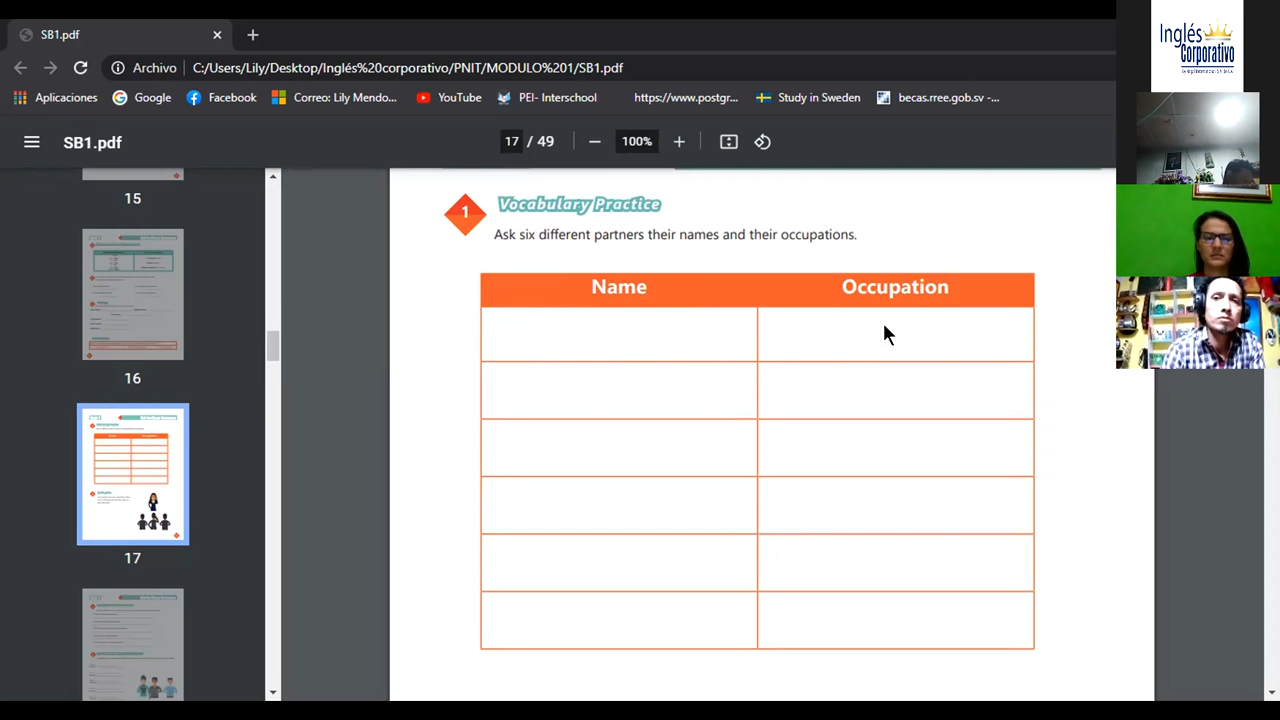 SB1.pdf
Archivo C:/Users/Lily/Desktop/Inglés%20corporativo/PNIT/MODULO%201/SB1.pdf
Aplicaciones Google Facebook Correo: Lily Mendo... YouTube PEI- Interschool https://www.postgr... Study in Sweden becas.rree.gob.sv -...
SB1.pdf 17 / 49 100%
15
16
17
1 Vocabulary Practice
Ask six different partners their names and their occupations.
Name Occupation
Inglés
Corporativo